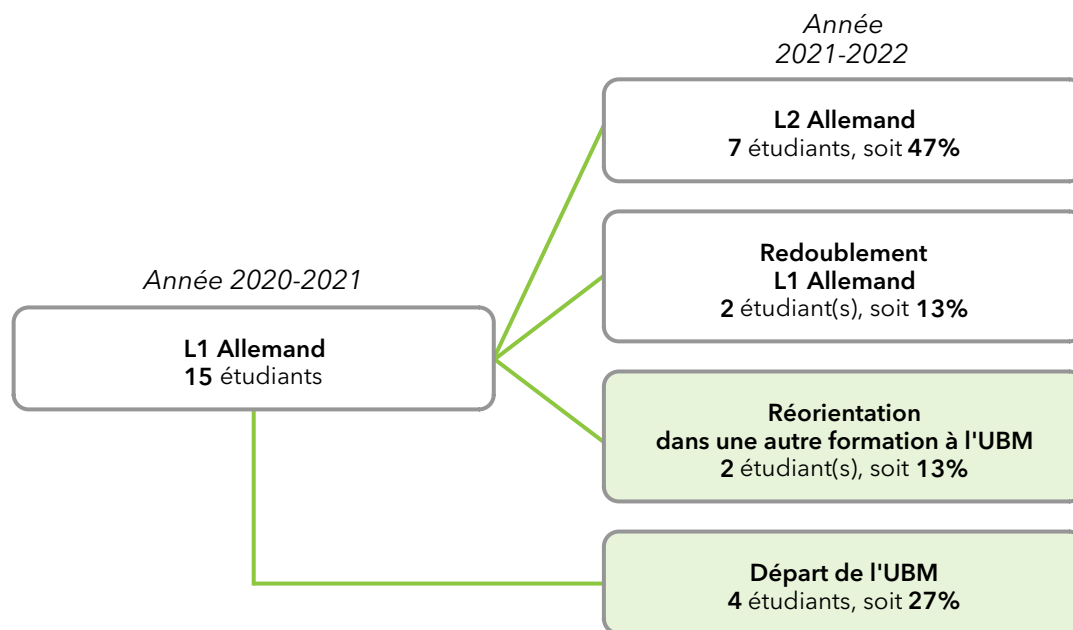 Année
2021-2022
L2 Allemand
7 étudiants, soit 47%
Redoublement
L1 Allemand
2 étudiant(s), soit 13%
Année 2020-2021
L1 Allemand
15 étudiants
Réorientation
dans une autre formation à l'UBM
2 étudiant(s), soit 13%
Départ de l'UBM
4 étudiants, soit 27%